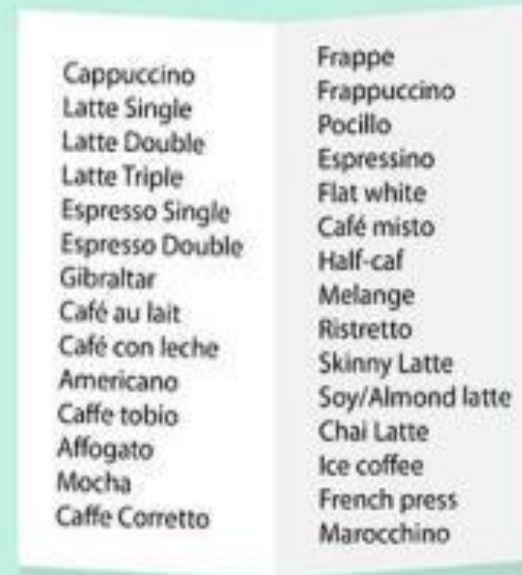 Cappuccino
Latte Single
Latte Double
Latte Triple
Espresso Single
Espresso Double
Gibraltar
Café au lait
Café con leche
Americano
Caffe tobio
Affogato
Mocha
Caffe Corretto
Frappe
Frappuccino
Pocillo
Espressino
Flat white
Café misto
Half-caf
Melange
Ristretto
Skinny Latte
Soy/Almond latte
Chai Latte
Ice coffee
French press
Marocchino